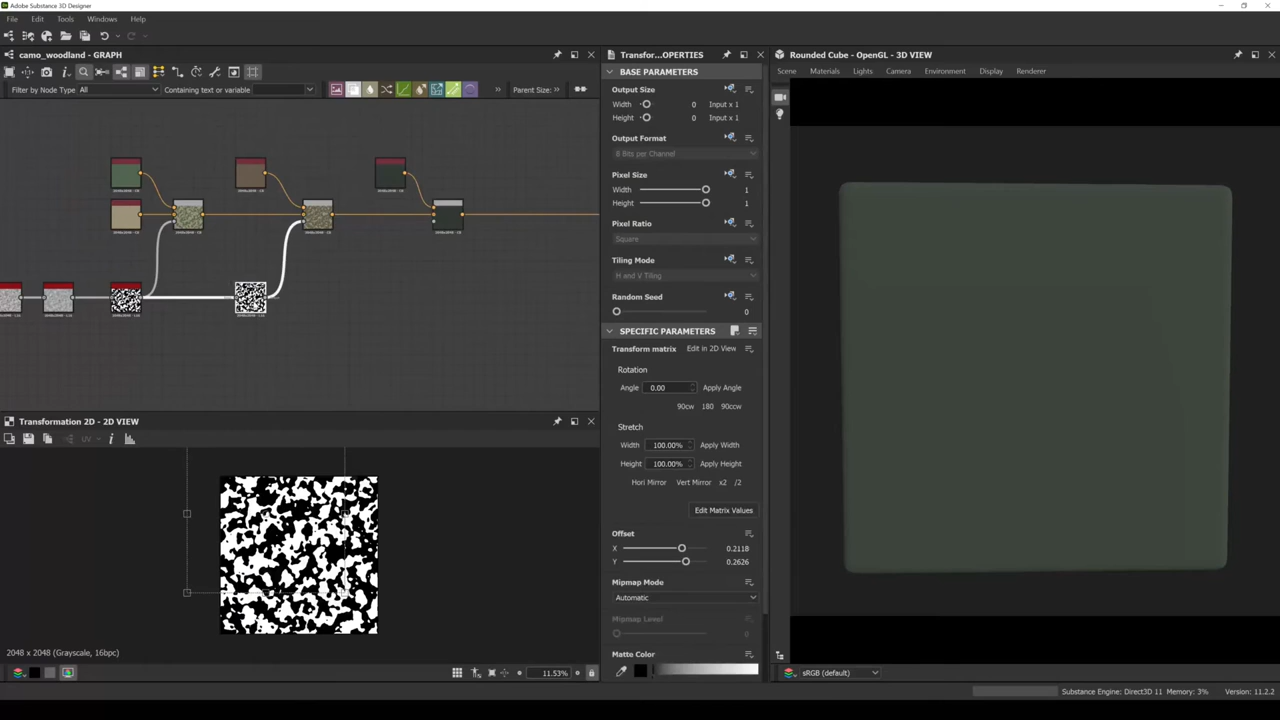 Adobe Substance 3D Designer
File Edit Tools Windows Help
camo_woodland - GRAPH
Filter by Node Type All Containing text or variable Parent Size:
Transformation 2D - 2D VIEW
UV
2048 x 2048 (Grayscale, 16bpc)
11.53%
Transfor...OPERTIES
BASE PARAMETERS
Output Size
Width 0 Input x 1
Height 0 Input x 1
Output Format
8 Bits per Channel
Pixel Size
Width 1
Height 1
Pixel Ratio
Square
Tiling Mode
H and V Tiling
Random Seed
0
SPECIFIC PARAMETERS
Transform matrix Edit in 2D View
Rotation
Angle 0.00 Apply Angle
90cw 180 90ccw
Stretch
Width 100.00% Apply Width
Height 100.00% Apply Height
Hori Mirror Vert Mirror x2 /2
Edit Matrix Values
Offset
X 0.2118
Y 0.2626
Mipmap Mode
Automatic
Mipmap Level
0
Matte Color
Rounded Cube - OpenGL - 3D VIEW
Scene Materials Lights Camera Environment Display Renderer
sRGB (default)
Substance Engine: Direct3D 11 Memory: 3% Version: 11.2.2